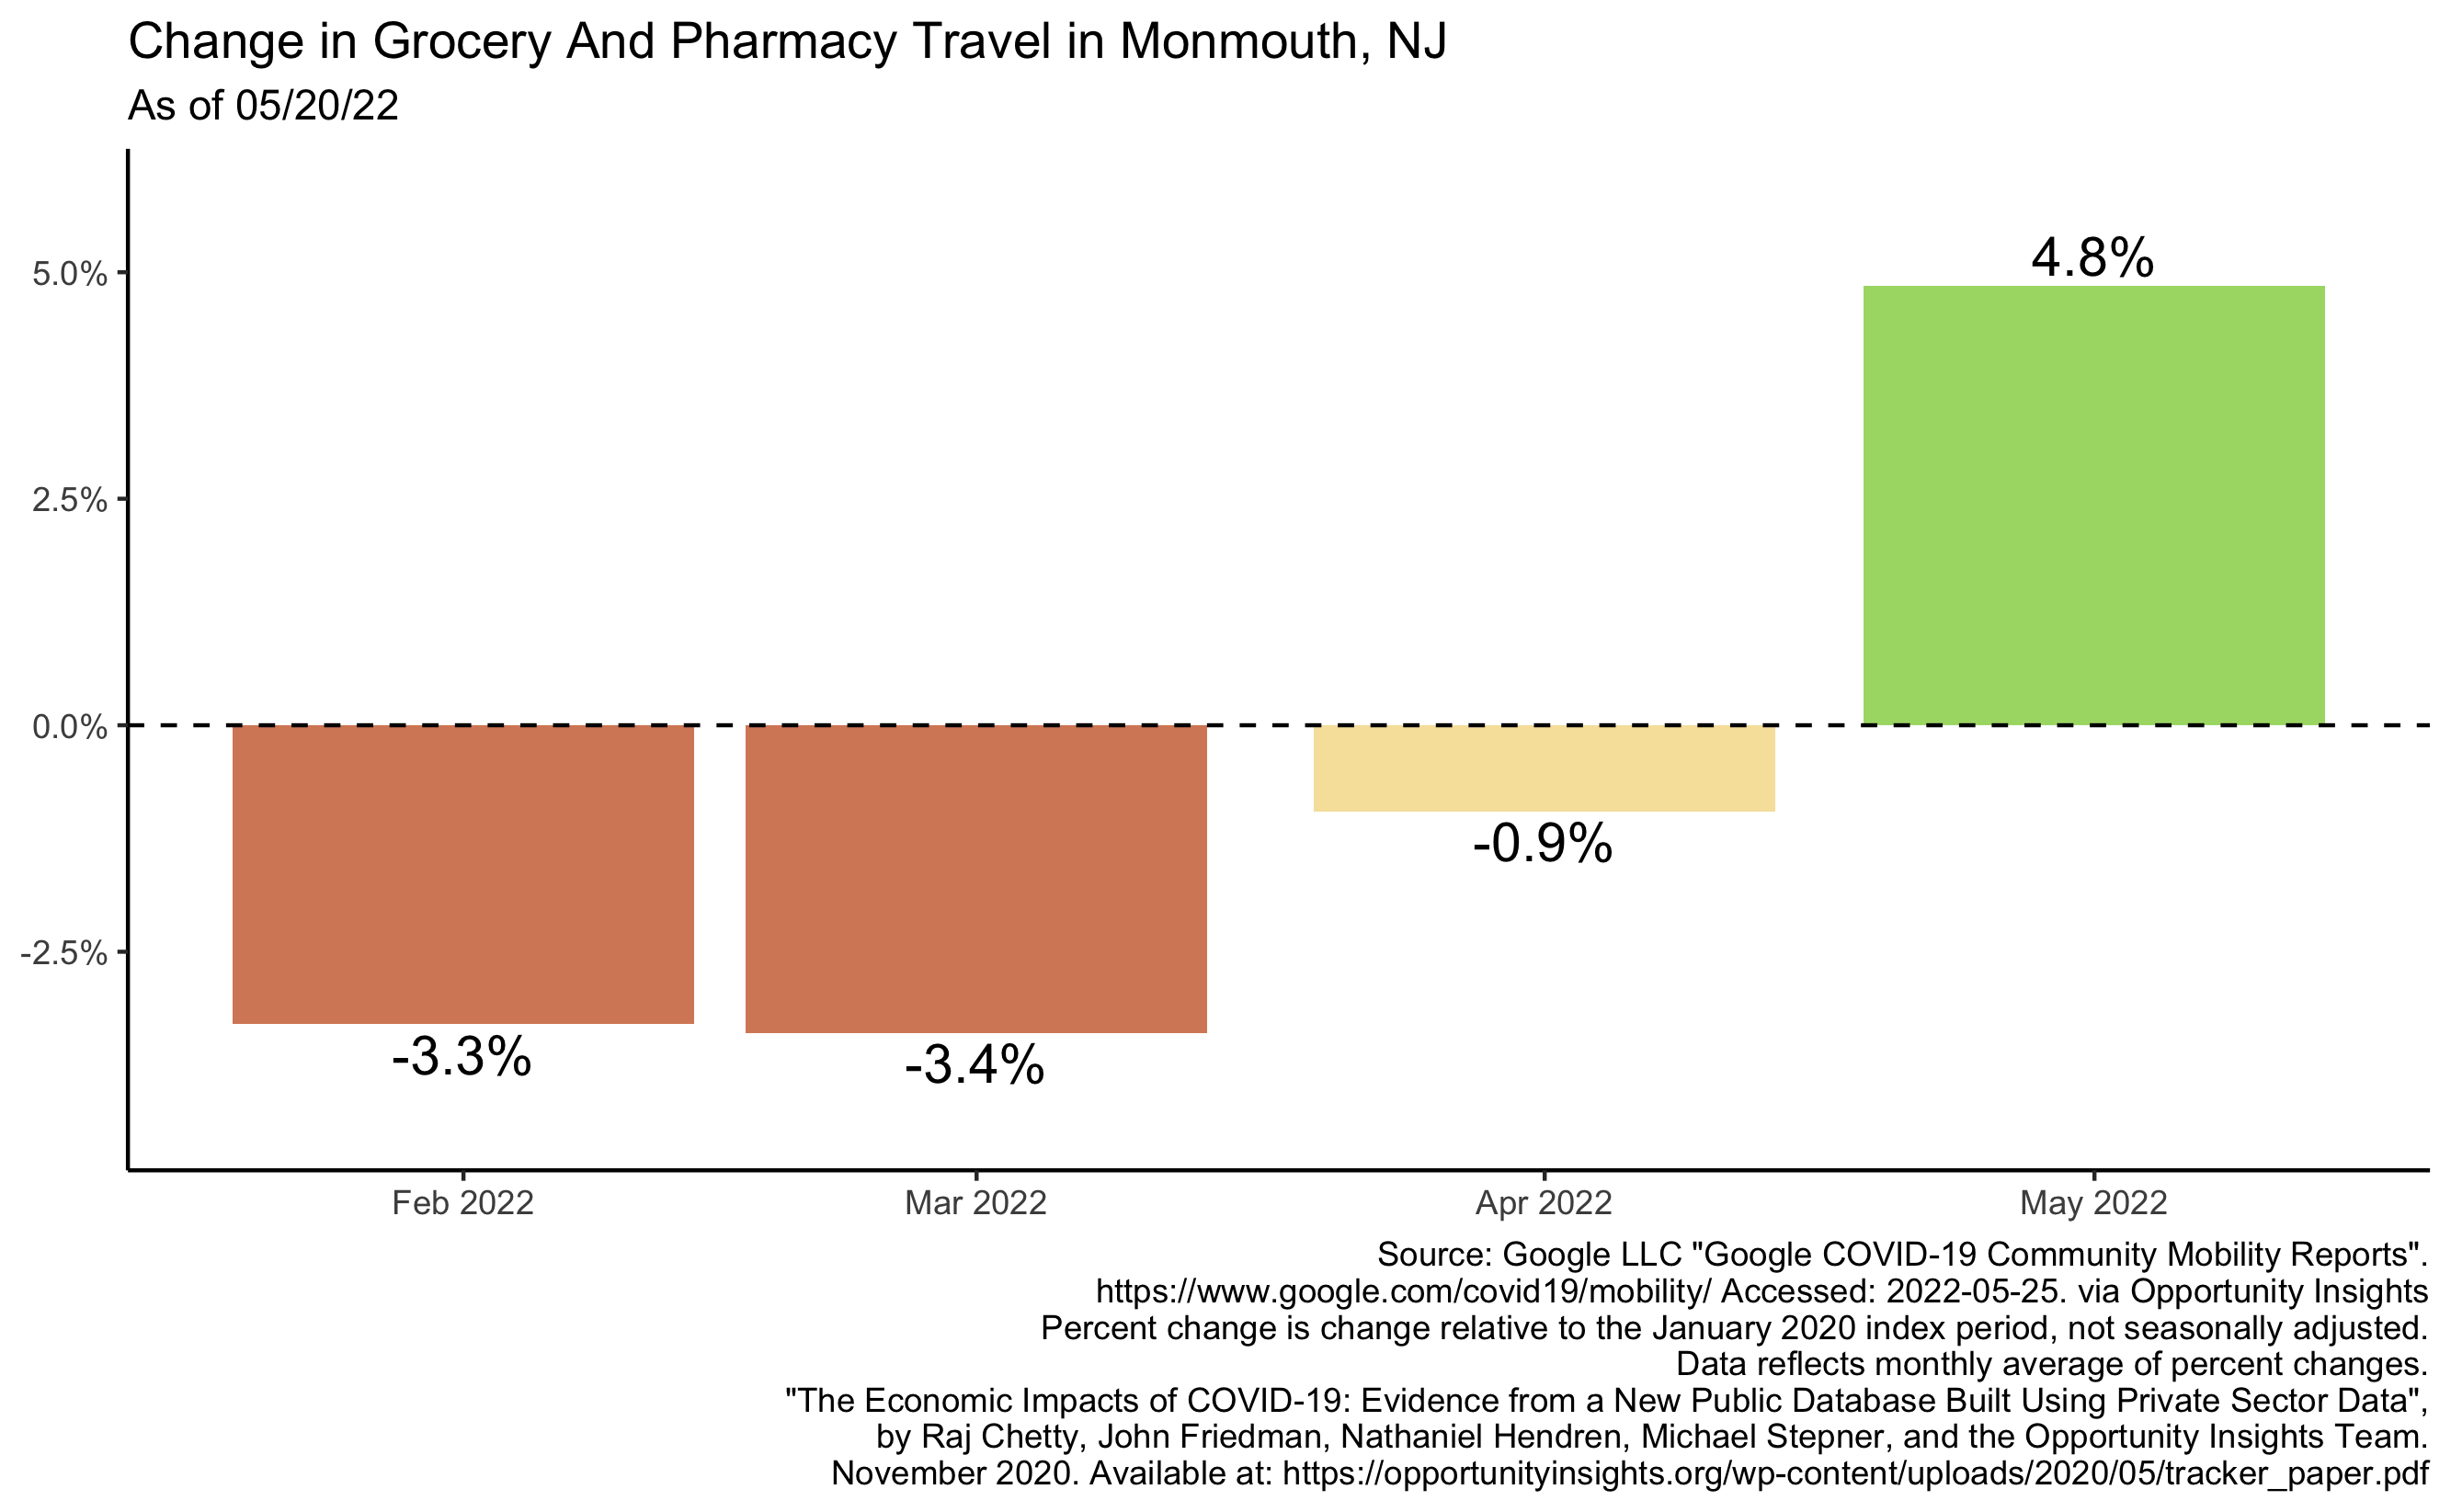 Change in Grocery And Pharmacy Travel in Monmouth, NJ
As of 05/20/22
5.0%
2.5%
0.0%
-2.5%
4.8%
-0.9%
-3.3%
-3.4%
Feb 2022
Mar 2022
Apr 2022
May 2022
Source: Google LLC "Google COVID-19 Community Mobility Reports".
https://www.google.com/covid19/mobility/ Accessed: 2022-05-25. via Opportunity Insights
Percent change is change relative to the January 2020 index period, not seasonally adjusted.
Data reflects monthly average of percent changes.
"The Economic Impacts of COVID-19: Evidence from a New Public Database Built Using Private Sector Data",
by Raj Chetty, John Friedman, Nathaniel Hendren, Michael Stepner, and the Opportunity Insights Team.
November 2020. Available at: https://opportunityinsights.org/wp-content/uploads/2020/05/tracker_paper.pdf